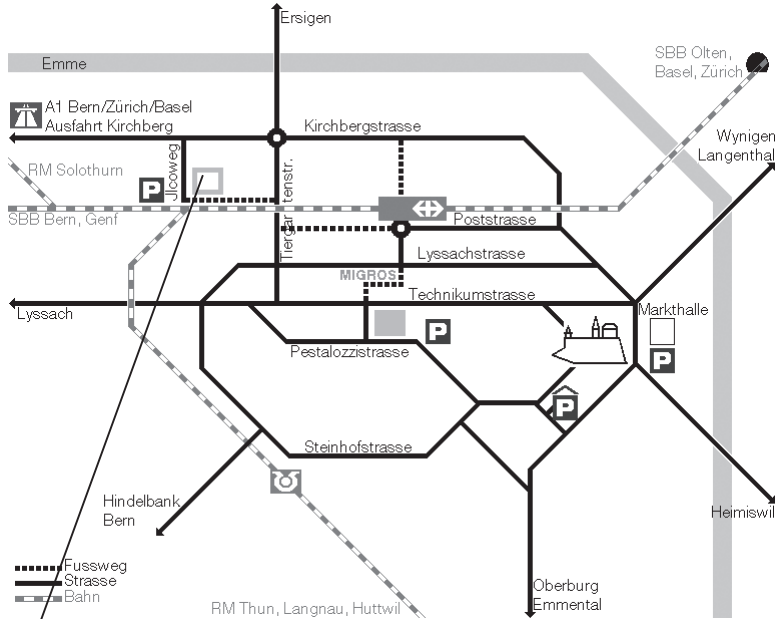 Ersigen
Emme
SBB Olten,
Basel, Zürich
A1 Bern/Zürich/Basel
Ausfahrt Kirchberg
Kirchbergstrasse
Wynigen
Langenthal
RM Solothurn
Jlcoweg
P
Tiergartenstr.
SBB Bern, Genf
Poststrasse
Lyssachstrasse
MIGROS
Technikumstrasse
Lyssach
Markthalle
P
Pestalozzistrasse
P
P
Steinhofstrasse
Hindelbank
Bern
Heimiswil
Fussweg
Strasse
Bahn
Oberburg
Emmental
RM Thun, Langnau, Huttwil